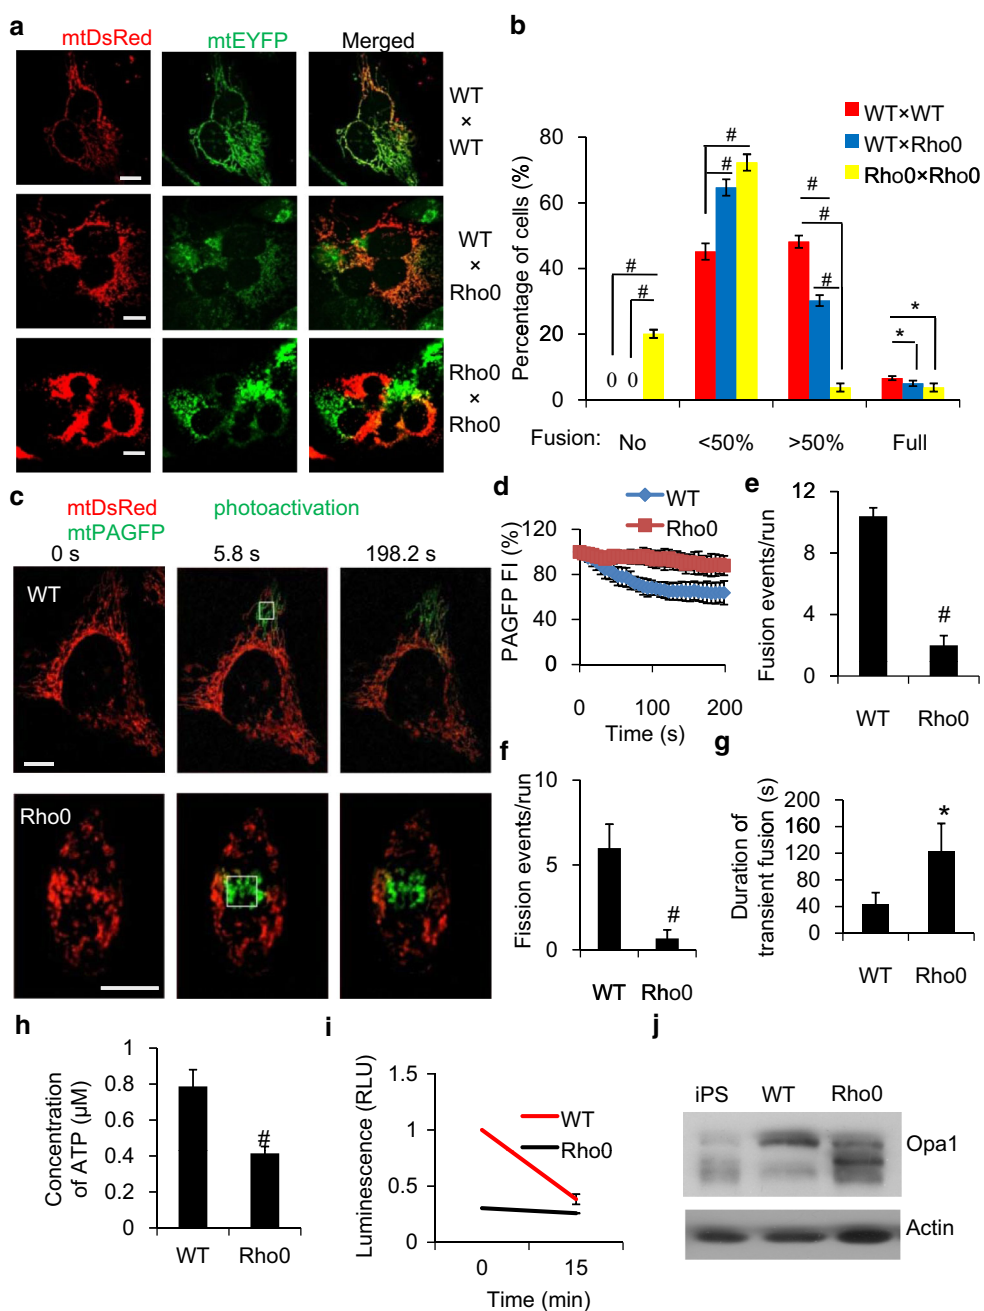 a
mtDsRed mtEYFP Merged
WT
×
WT
WT
×
Rho0
Rho0
×
Rho0
b
WT×WT
WT×Rho0
Rho0×Rho0
Percentage of cells (%)
80
60
40
20
0
# # # # # # # * *
0 0
Fusion: No <50% >50% Full
c
mtDsRed
mtPAGFP
photoactivation
0 s 5.8 s 198.2 s
WT
Rho0
d
WT
Rho0
PAGFP FI (%)
120
80
40
0
0 100 200
Time (s)
e
Fusion events/run
12
8
4
0
#
WT Rho0
f
Fission events/run
10
5
0
#
WT Rho0
g
Duration of
transient fusion (s)
200
160
120
80
40
0
*
WT Rho0
h
Concentration
of ATP (µM)
1
0.8
0.6
0.4
0.2
0
#
WT Rho0
i
Luminescence (RLU)
1.5
1
0.5
0
WT
Rho0
0 15
Time (min)
j
iPS WT Rho0
Opa1
Actin